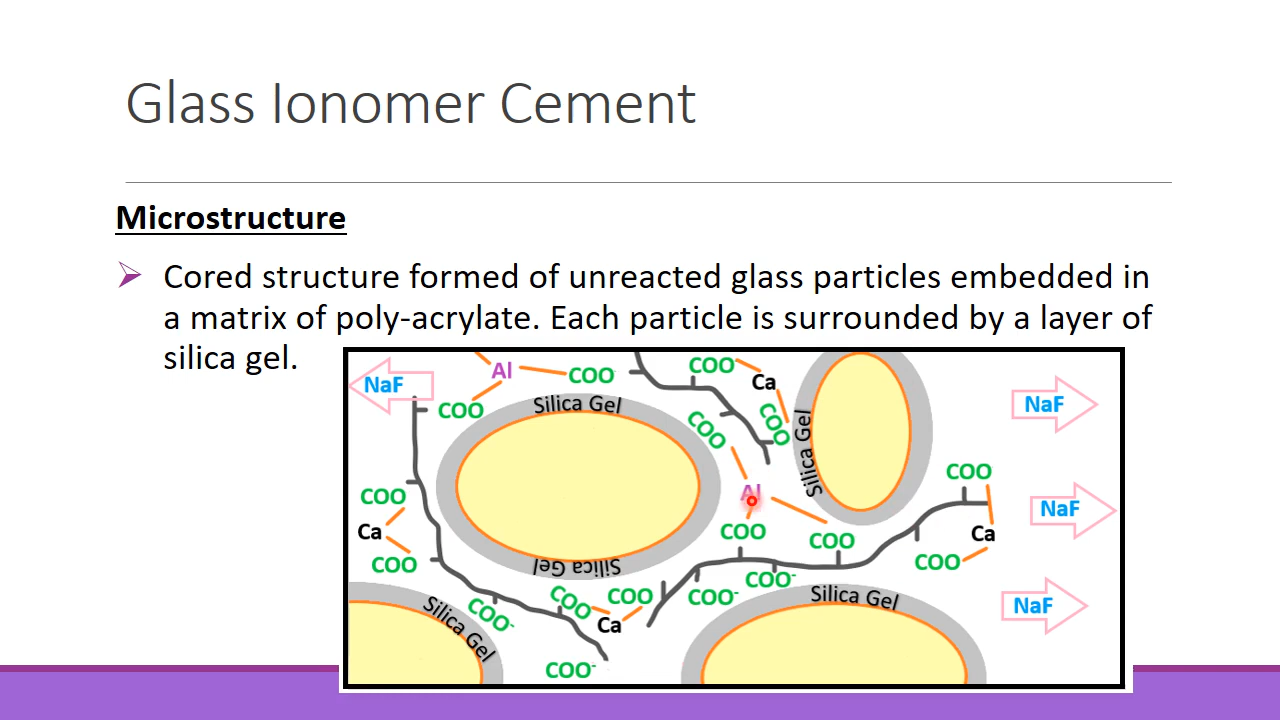 Glass Ionomer Cement
Microstructure
Cored structure formed of unreacted glass particles embedded in
a matrix of poly-acrylate. Each particle is surrounded by a layer of
silica gel.
NaF
Al
COO
COO
COO
Ca
COO
COO
Silica Gel
Silica Gel
NaF
COO
Ca
COO
Al
COO
COO
COO
Ca
COO
NaF
Silica Gel
COO⁻
COO⁻
COO
COO
Ca
Silica Gel
COO⁻
Silica Gel
COO⁻
NaF